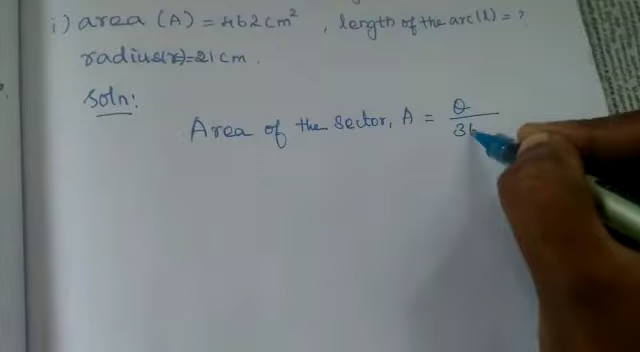 i) area (A) = 462 cm² , length of the arc (l) = ?
radius(r)=21 cm.
Soln:
Area of the sector, A = θ/36